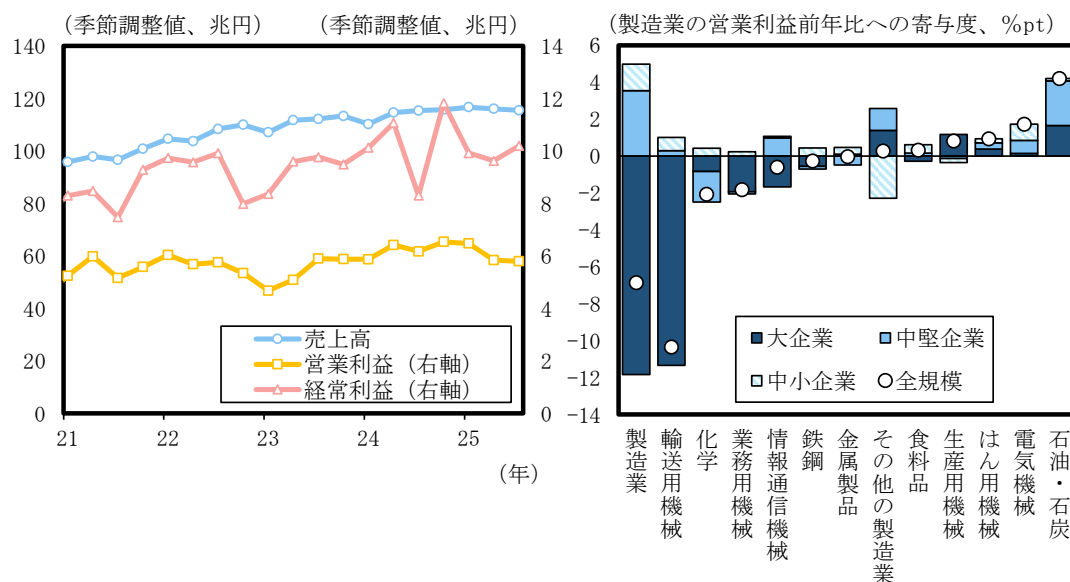 （季節調整値、兆円）
（季節調整値、兆円）
140
120
100
80
60
40
20
0
14
12
10
8
6
4
2
0
売上高
営業利益（右軸）
経常利益（右軸）
21
22
23
24
25
（年）
（製造業の営業利益前年比への寄与度、％pt）
6
4
2
0
-2
-4
-6
-8
-10
-12
-14
大企業
中堅企業
中小企業
全規模
製造業
輸送用機械
化学
業務用機械
情報通信機械
鉄鋼
金属製品
その他の製造業
食料品
生産用機械
はん用機械
電気機械
石油・石炭